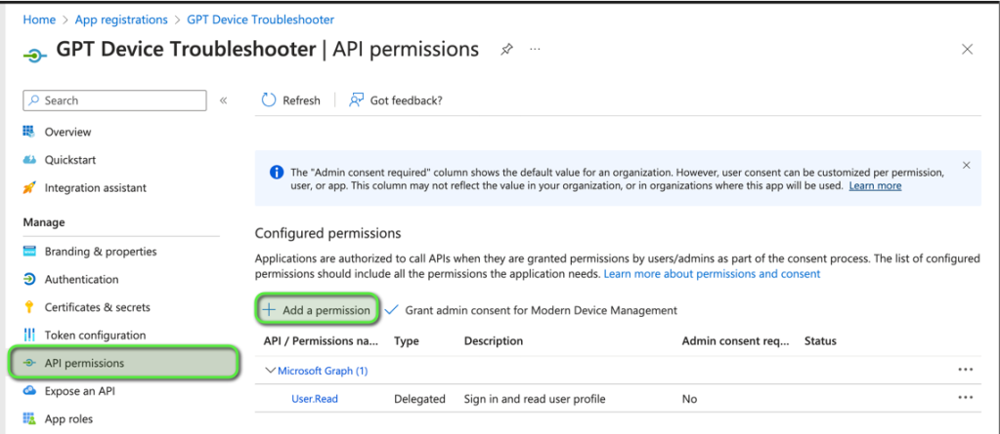 Home > App registrations > GPT Device Troubleshooter
GPT Device Troubleshooter | API permissions
Search
Refresh
Got feedback?
Overview
Quickstart
Integration assistant
Manage
Branding & properties
Authentication
Certificates & secrets
Token configuration
API permissions
Expose an API
App roles
The "Admin consent required" column shows the default value for an organization. However, user consent can be customized per permission,
user, or app. This column may not reflect the value in your organization, or in organizations where this app will be used. Learn more
Configured permissions
Applications are authorized to call APIs when they are granted permissions by users/admins as part of the consent process. The list of configured
permissions should include all the permissions the application needs. Learn more about permissions and consent
Add a permission
Grant admin consent for Modern Device Management
API / Permissions na... Type Description Admin consent req... Status
Microsoft Graph (1)
User.Read Delegated Sign in and read user profile No